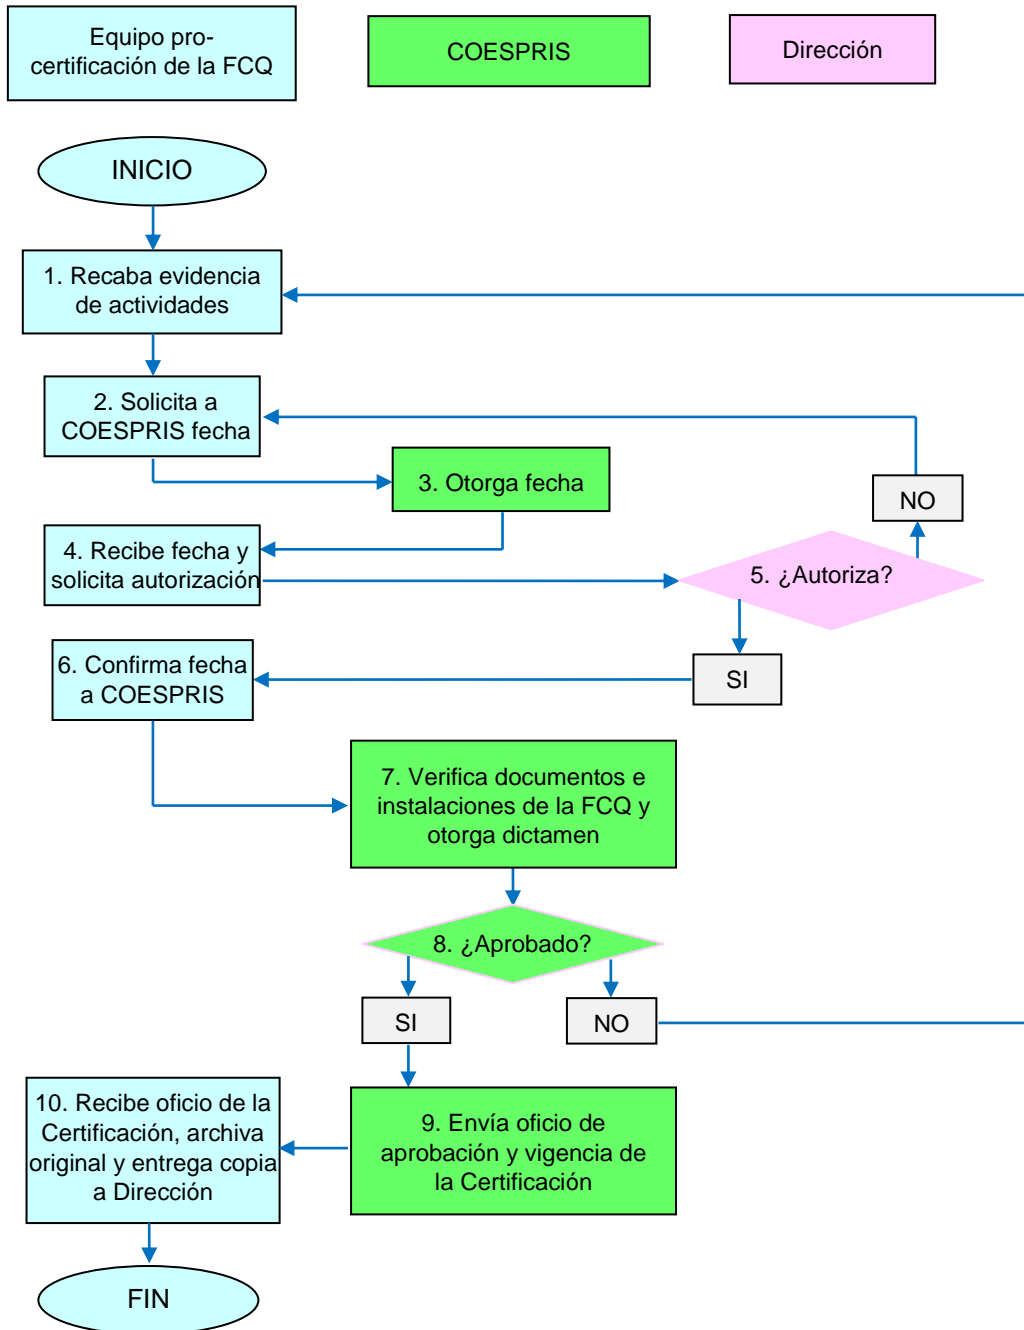 Equipo pro-
certificación de la FCQ
COESPRIS
Dirección
INICIO
1. Recaba evidencia
de actividades
2. Solicita a
COESPRIS fecha
3. Otorga fecha
NO
4. Recibe fecha y
solicita autorización
5. ¿Autoriza?
6. Confirma fecha
a COESPRIS
SI
7. Verifica documentos e
instalaciones de la FCQ y
otorga dictamen
8. ¿Aprobado?
SI
NO
10. Recibe oficio de la
Certificación, archiva
original y entrega copia
a Dirección
9. Envía oficio de
aprobación y vigencia de
la Certificación
FIN